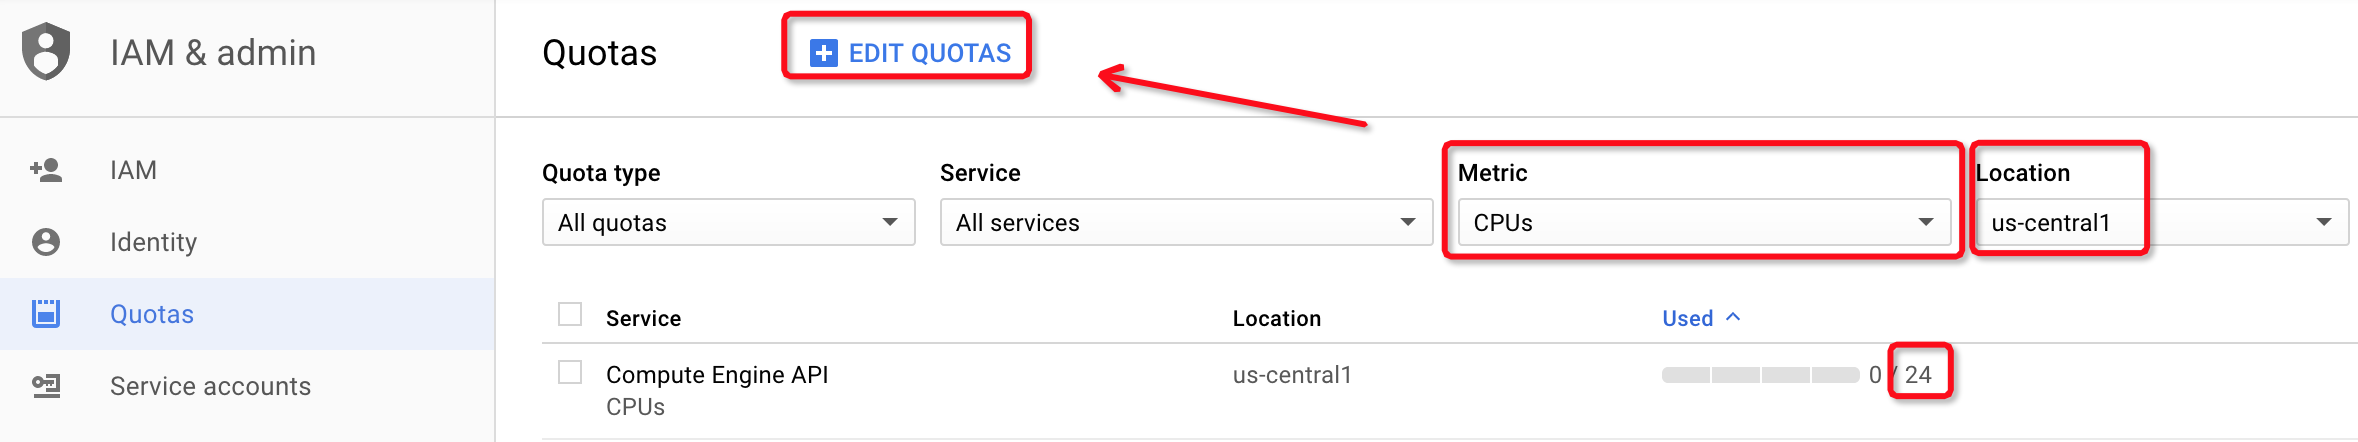 IAM & admin
Quotas
EDIT QUOTAS
IAM
Identity
Quotas
Service accounts
Quota type
Service
Metric
Location
All quotas
All services
CPUs
us-central1
Service
Location
Used
Compute Engine API
us-central1
0 / 24
CPUs